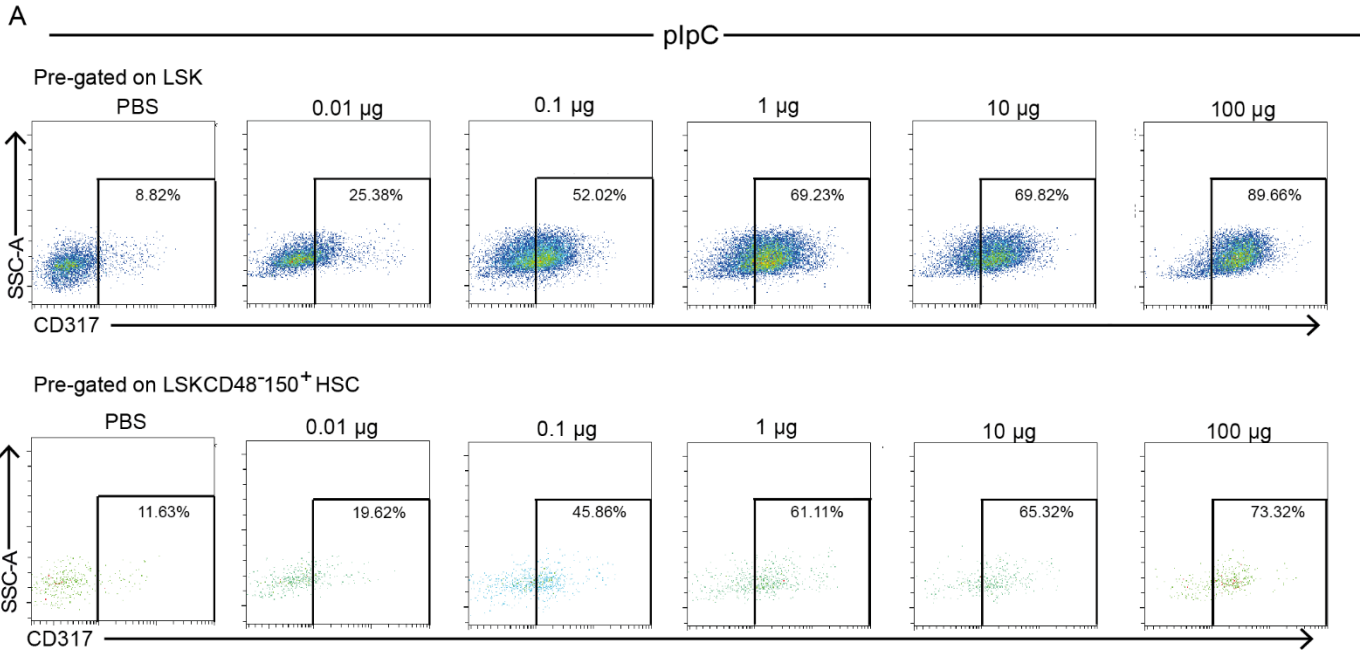 A
pIpC
Pre-gated on LSK
PBS
0.01 µg
0.1 µg
1 µg
10 µg
100 µg
8.82%
25.38%
52.02%
69.23%
69.82%
89.66%
SSC-A
CD317
Pre-gated on LSKCD48⁻150⁺ HSC
PBS
0.01 µg
0.1 µg
1 µg
10 µg
100 µg
11.63%
19.62%
45.86%
61.11%
65.32%
73.32%
SSC-A
CD317